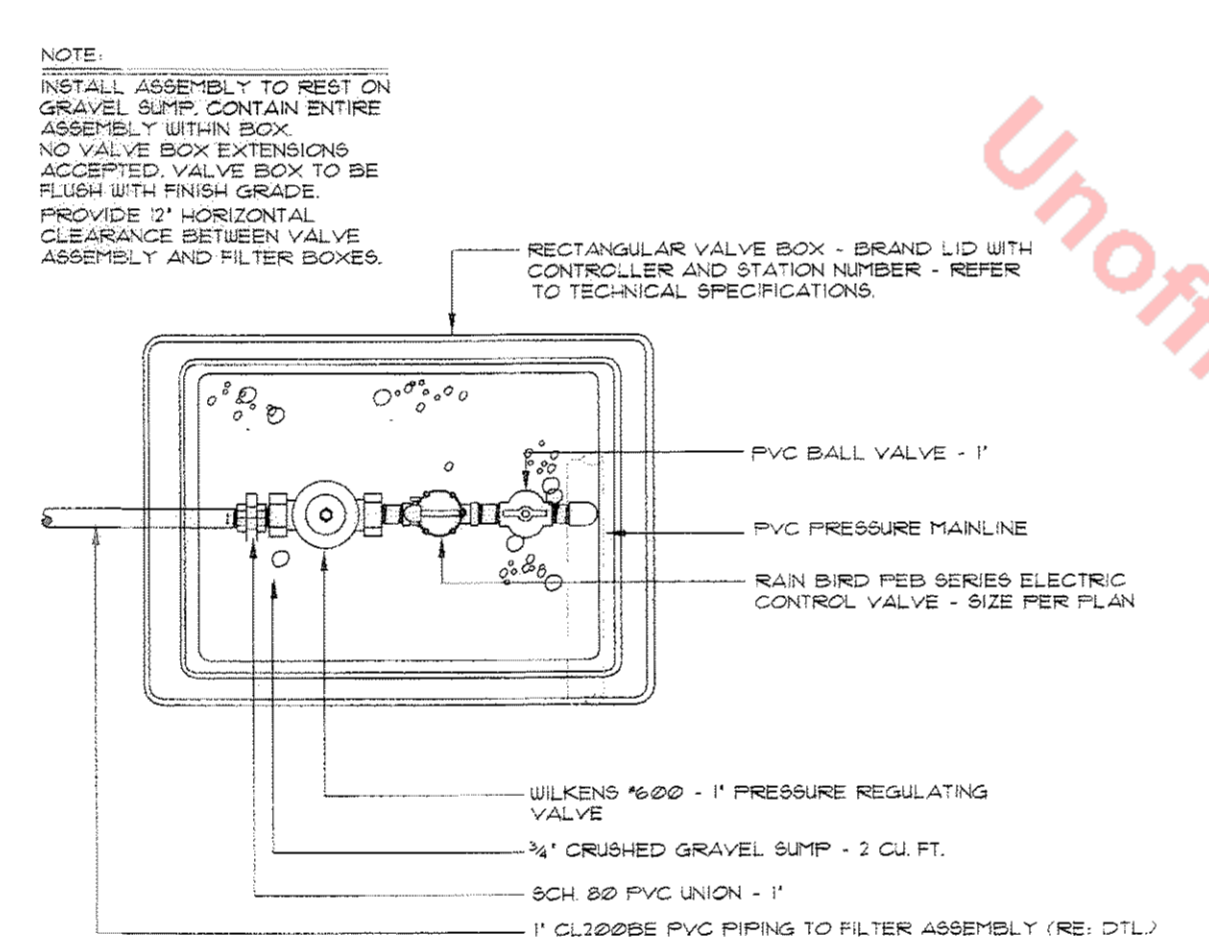 NOTE:
INSTALL ASSEMBLY TO REST ON
GRAVEL SUMP. CONTAIN ENTIRE
ASSEMBLY WITHIN BOX.
NO VALVE BOX EXTENSIONS
ACCEPTED. VALVE BOX TO BE
FLUSH WITH FINISH GRADE.
PROVIDE 12" HORIZONTAL
CLEARANCE BETWEEN VALVE
ASSEMBLY AND FILTER BOXES.
Unoff
RECTANGULAR VALVE BOX - BRAND LID WITH
CONTROLLER AND STATION NUMBER - REFER
TO TECHNICAL SPECIFICATIONS.
PVC BALL VALVE - 1"
PVC PRESSURE MAINLINE
RAIN BIRD PEB SERIES ELECTRIC
CONTROL VALVE - SIZE PER PLAN
WILKENS #600 - 1" PRESSURE REGULATING
VALVE
3/4" CRUSHED GRAVEL SUMP - 2 CU. FT.
SCH. 80 PVC UNION - 1"
1" CL200BE PVC PIPING TO FILTER ASSEMBLY (RE: DTL.)